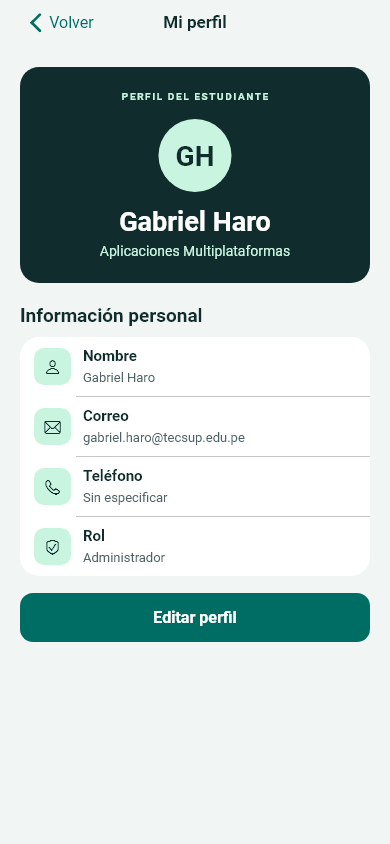 Volver
Mi perfil
PERFIL DEL ESTUDIANTE
GH
Gabriel Haro
Aplicaciones Multiplataformas
Información personal
Nombre
Gabriel Haro
Correo
gabriel.haro@tecsup.edu.pe
Teléfono
Sin especificar
Rol
Administrador
Editar perfil